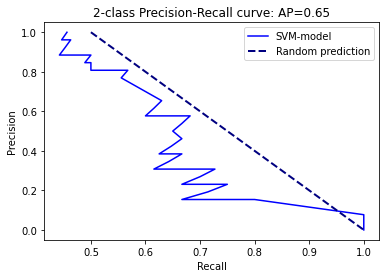 2-class Precision-Recall curve: AP=0.65
SVM-model
Random prediction
Precision
1.0
0.8
0.6
0.4
0.2
0.0
0.5
0.6
0.7
0.8
0.9
1.0
Recall